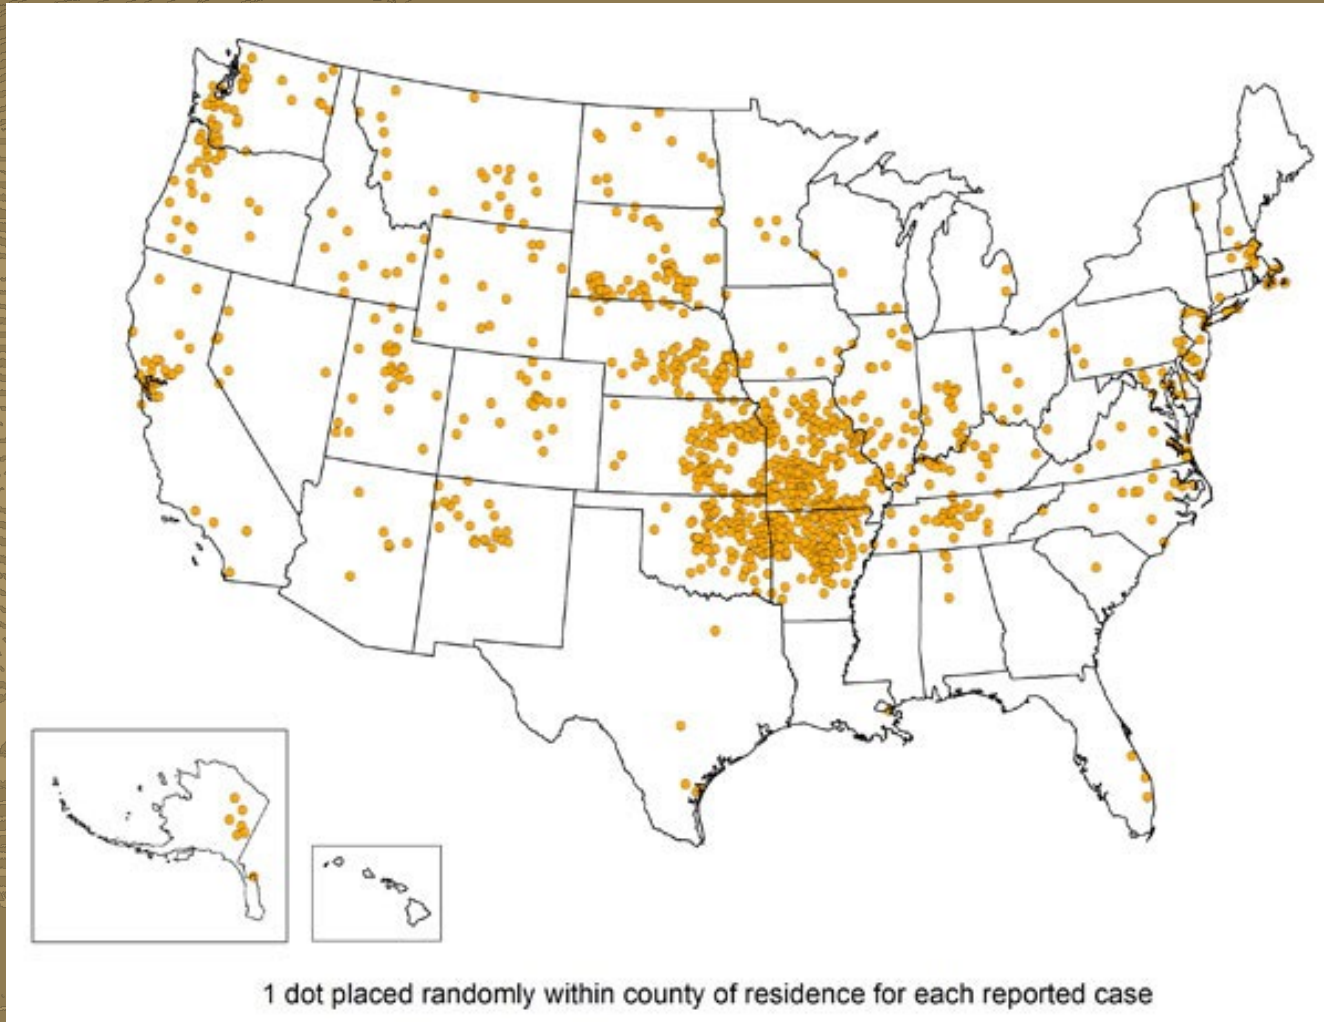 1 dot placed randomly within county of residence for each reported case